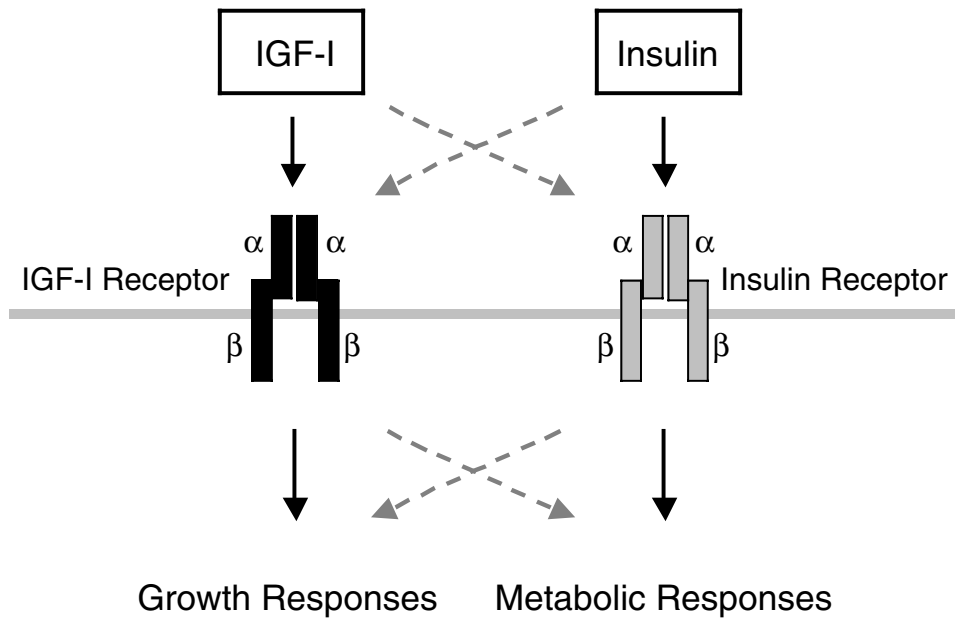 IGF-I
Insulin
α α
α α
IGF-I Receptor
Insulin Receptor
β β
β β
Growth Responses
Metabolic Responses